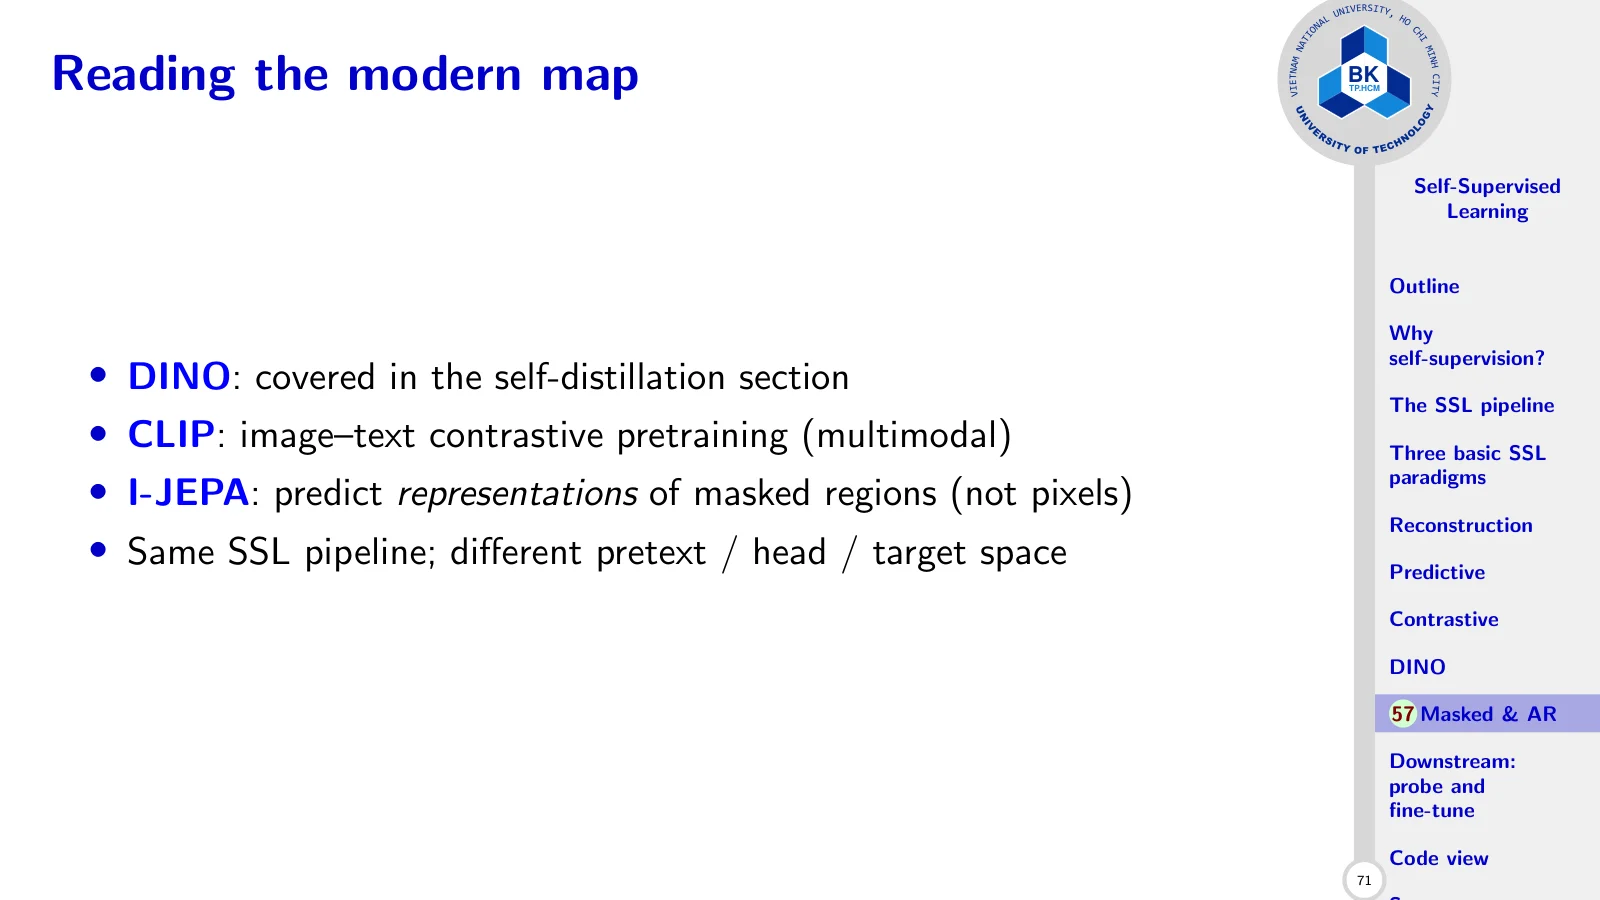 Reading the modern map
• DINO: covered in the self-distillation section
• CLIP: image–text contrastive pretraining (multimodal)
• I-JEPA: predict representations of masked regions (not pixels)
• Same SSL pipeline; different pretext / head / target space
VIETNAM NATIONAL UNIVERSITY, HO CHI MINH CITY
BK
TP.HCM
UNIVERSITY OF TECHNOLOGY
Self-Supervised
Learning
Outline
Why
self-supervision?
The SSL pipeline
Three basic SSL
paradigms
Reconstruction
Predictive
Contrastive
DINO
57 Masked & AR
Downstream:
probe and
fine-tune
Code view
71